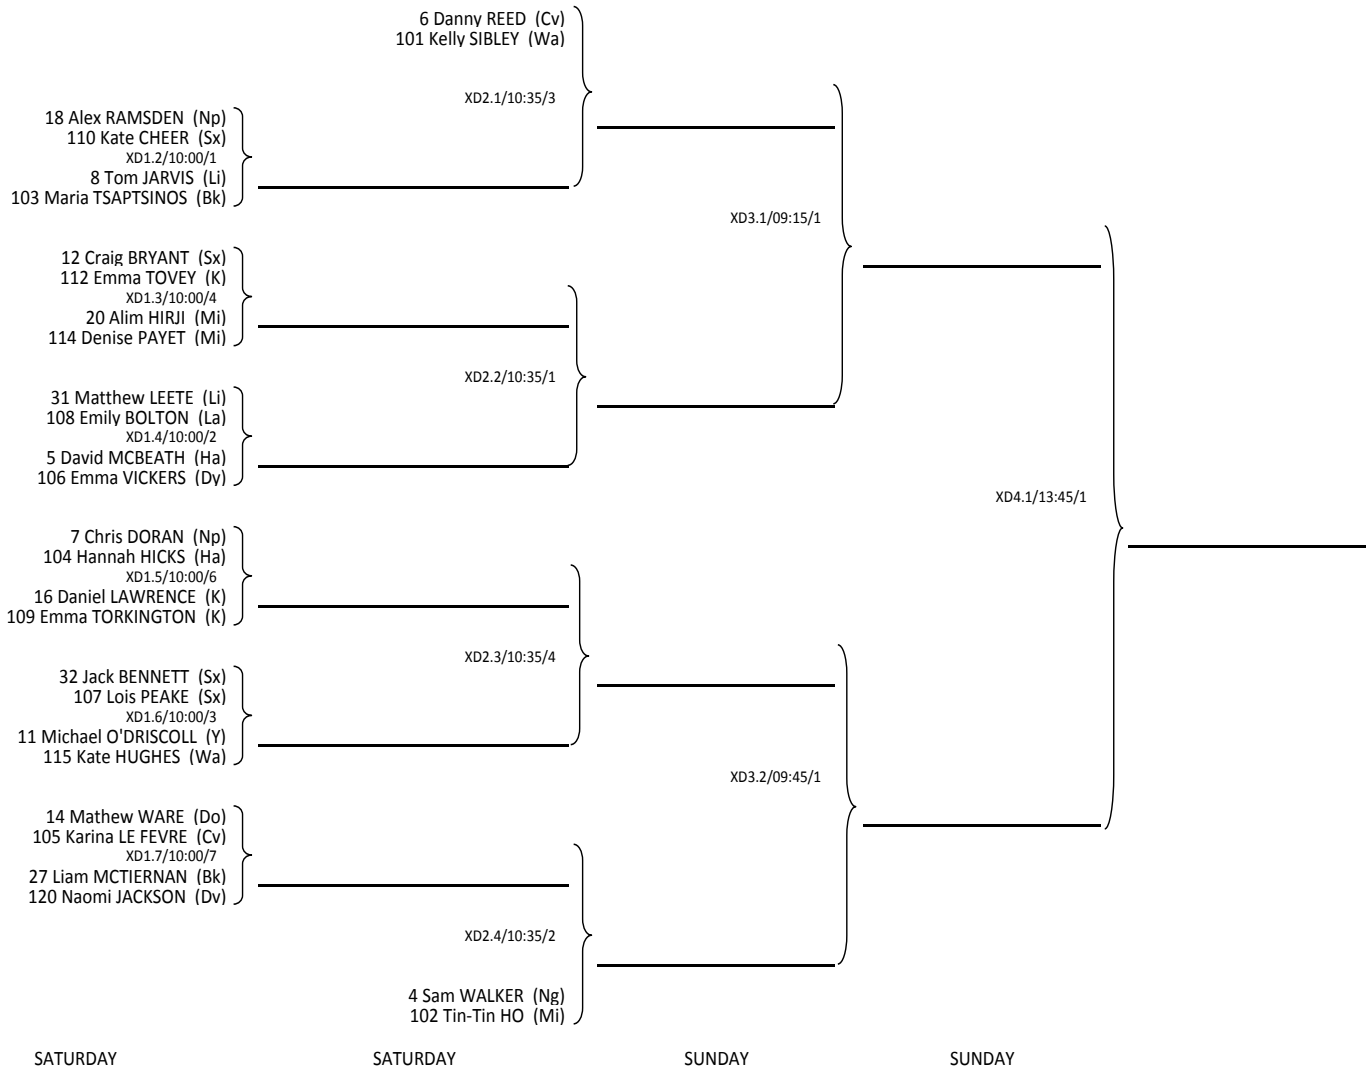 6 Danny REED (Cv)
101 Kelly SIBLEY (Wa)
XD2.1/10:35/3
18 Alex RAMSDEN (Np)
110 Kate CHEER (Sx)
XD1.2/10:00/1
8 Tom JARVIS (Li)
103 Maria TSAPTSINOS (Bk)
XD3.1/09:15/1
12 Craig BRYANT (Sx)
112 Emma TOVEY (K)
XD1.3/10:00/4
20 Alim HIRJI (Mi)
114 Denise PAYET (Mi)
XD2.2/10:35/1
31 Matthew LEETE (Li)
108 Emily BOLTON (La)
XD1.4/10:00/2
5 David MCBEATH (Ha)
106 Emma VICKERS (Dy)
XD4.1/13:45/1
7 Chris DORAN (Np)
104 Hannah HICKS (Ha)
XD1.5/10:00/6
16 Daniel LAWRENCE (K)
109 Emma TORKINGTON (K)
XD2.3/10:35/4
32 Jack BENNETT (Sx)
107 Lois PEAKE (Sx)
XD1.6/10:00/3
11 Michael O'DRISCOLL (Y)
115 Kate HUGHES (Wa)
XD3.2/09:45/1
14 Mathew WARE (Do)
105 Karina LE FEVRE (Cv)
XD1.7/10:00/7
27 Liam MCTIERNAN (Bk)
120 Naomi JACKSON (Dv)
XD2.4/10:35/2
4 Sam WALKER (Ng)
102 Tin-Tin HO (Mi)
SATURDAY SATURDAY SUNDAY SUNDAY